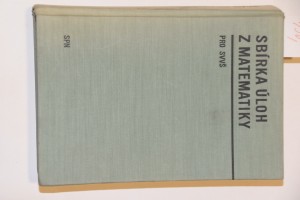 SBÍRKA ÚLOH
Z MATEMATIKY
PRO SVVŠ
SPN